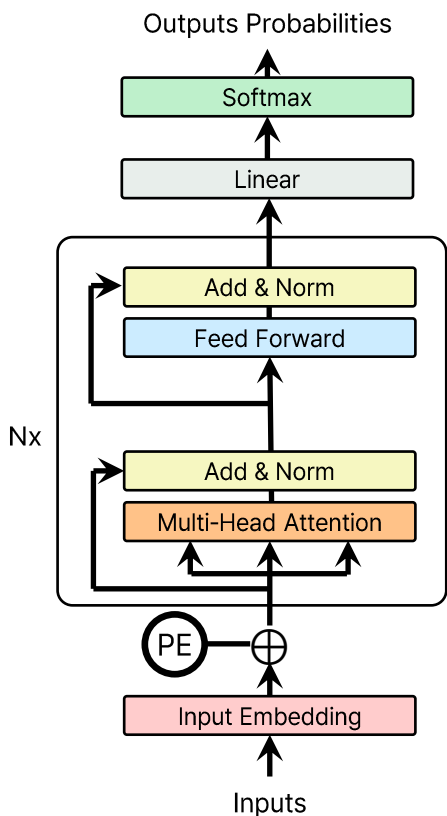 Outputs Probabilities
Softmax
Linear
Add & Norm
Feed Forward
Nx
Add & Norm
Multi-Head Attention
PE
Input Embedding
Inputs